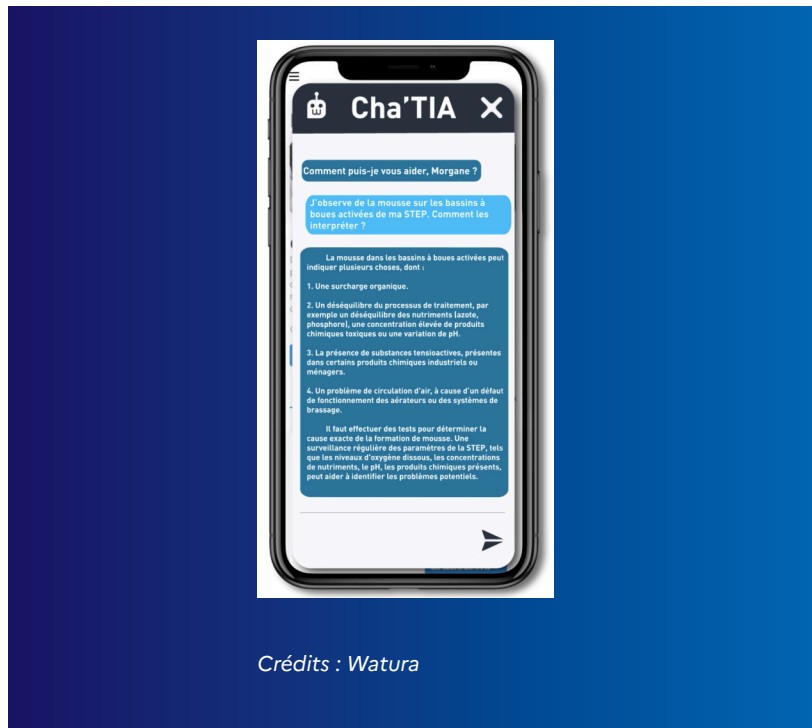 Cha'TIA
Comment puis-je vous aider, Morgane ?
J'observe de la mousse sur les bassins à
boues activées de ma STEP. Comment les
interpréter ?
La mousse dans les bassins à boues activées peut
indiquer plusieurs choses, dont :
1. Une surcharge organique.
2. Un déséquilibre du processus de traitement, par
exemple un déséquilibre des nutriments (azote,
phosphore), une concentration élevée de produits
chimiques toxiques ou une variation de pH.
3. La présence de substances tensioactives, présentes
dans certains produits chimiques industriels ou
ménagers.
4. Un problème de circulation d'air, à cause d'un défaut
de fonctionnement des aérateurs ou des systèmes de
brassage.
Il faut effectuer des tests pour déterminer la
cause exacte de la formation de mousse. Une
surveillance régulière des paramètres de la STEP, tels
que les niveaux d'oxygène dissous, les concentrations
de nutriments, le pH, les produits chimiques présents,
peut aider à identifier les problèmes potentiels.
Crédits : Watura